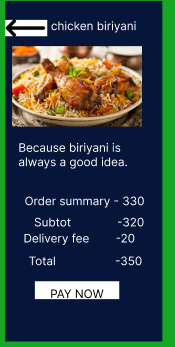 chicken biriyani
Because biriyani is
always a good idea.
Order summary - 330
Subtot -320
Delivery fee -20
Total -350
PAY NOW